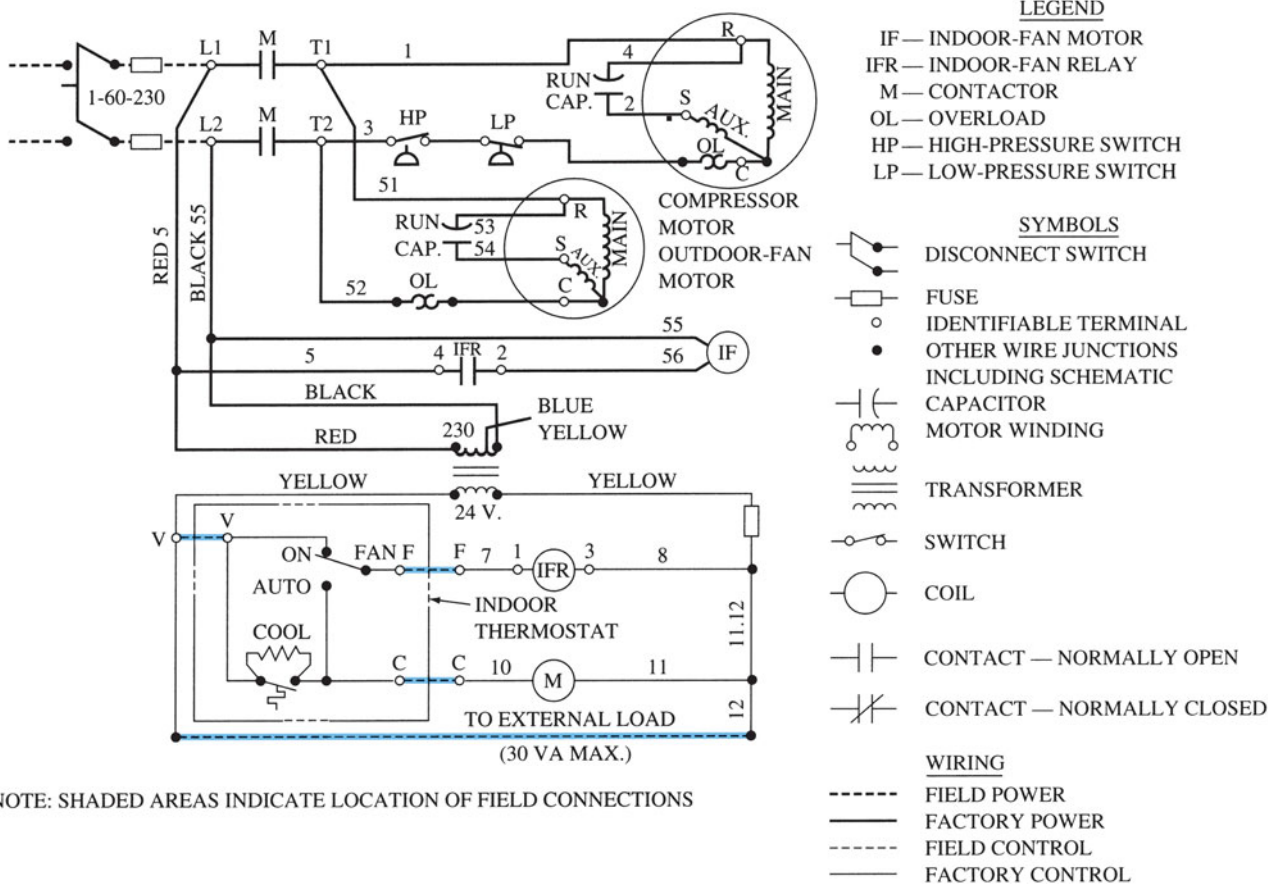 L1 M T1 1
1-60-230
L2 M T2 3 HP LP
4
RUN
CAP.
2
R
S
AUX.
MAIN
OL
C
COMPRESSOR
MOTOR
OUTDOOR-FAN
MOTOR
51
RUN 53
CAP. 54
R
S
AUX.
MAIN
C
52 OL
RED 5
BLACK 55
55
5 4 IFR 2 56
IF
BLACK
BLUE
YELLOW
RED 230
YELLOW YELLOW
24 V.
V V
ON FAN F F 7 1 IFR 3 8
AUTO
INDOOR
THERMOSTAT
COOL
11.12
C C 10 M 11
12
TO EXTERNAL LOAD
(30 VA MAX.)
NOTE: SHADED AREAS INDICATE LOCATION OF FIELD CONNECTIONS
LEGEND
IF — INDOOR-FAN MOTOR
IFR — INDOOR-FAN RELAY
M — CONTACTOR
OL — OVERLOAD
HP — HIGH-PRESSURE SWITCH
LP — LOW-PRESSURE SWITCH
SYMBOLS
DISCONNECT SWITCH
FUSE
IDENTIFIABLE TERMINAL
OTHER WIRE JUNCTIONS
INCLUDING SCHEMATIC
CAPACITOR
MOTOR WINDING
TRANSFORMER
SWITCH
COIL
CONTACT — NORMALLY OPEN
CONTACT — NORMALLY CLOSED
WIRING
FIELD POWER
FACTORY POWER
FIELD CONTROL
FACTORY CONTROL